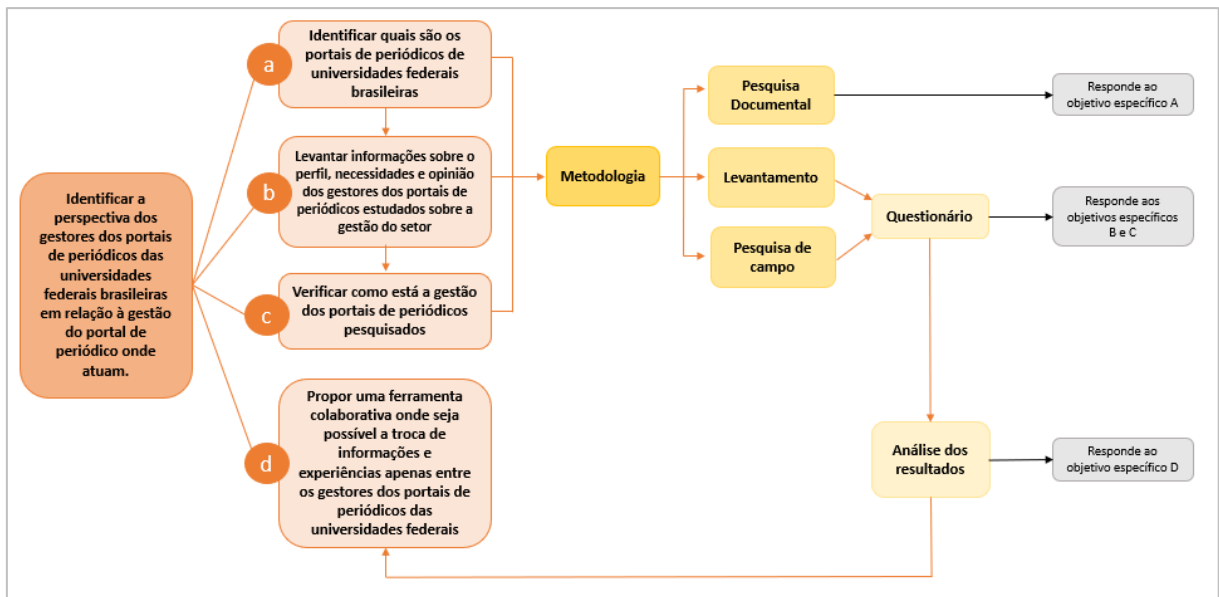 Identificar a
perspectiva dos
gestores dos portais
de periódicos das
universidades
federais brasileiras
em relação à gestão
do portal de
periódico onde
atuam.
a
Identificar quais são os
portais de periódicos de
universidades federais
brasileiras
b
Levantar informações sobre o
perfil, necessidades e opinião
dos gestores dos portais de
periódicos estudados sobre a
gestão do setor
c
Verificar como está a gestão
dos portais de periódicos
pesquisados
d
Propor uma ferramenta
colaborativa onde seja
possível a troca de
informações e
experiências apenas entre
os gestores dos portais de
periódicos das
universidades federais
Metodologia
Pesquisa
Documental
Levantamento
Pesquisa de
campo
Questionário
Análise dos
resultados
Responde ao
objetivo específico A
Responde aos
objetivos específicos
B e C
Responde ao
objetivo específico D